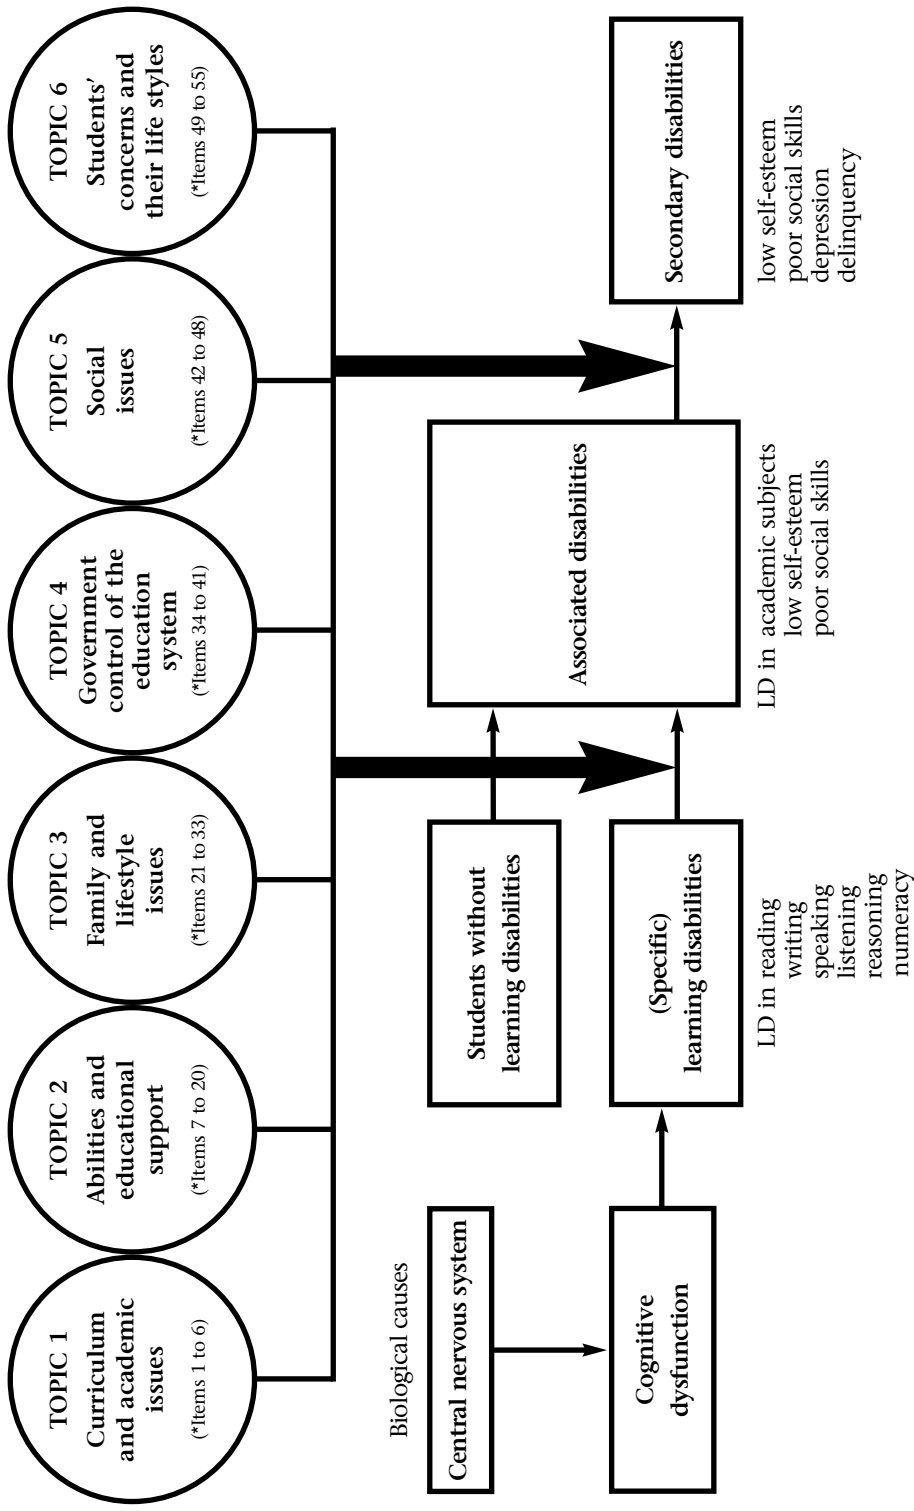 TOPIC 1
Curriculum
and academic
issues
(*Items 1 to 6)
TOPIC 2
Abilities and
educational
support
(*Items 7 to 20)
TOPIC 3
Family and
lifestyle
issues
(*Items 21 to 33)
TOPIC 4
Government
control of the
education
system
(*Items 34 to 41)
TOPIC 5
Social
issues
(*Items 42 to 48)
TOPIC 6
Students'
concerns and
their life styles
(*Items 49 to 55)
Biological causes
Central nervous system
Cognitive
dysfunction
Students without
learning disabilities
(Specific)
learning disabilities
LD in reading
writing
speaking
listening
reasoning
numeracy
Associated disabilities
LD in academic subjects
low self-esteem
poor social skills
Secondary disabilities
low self-esteem
poor social skills
depression
delinquency